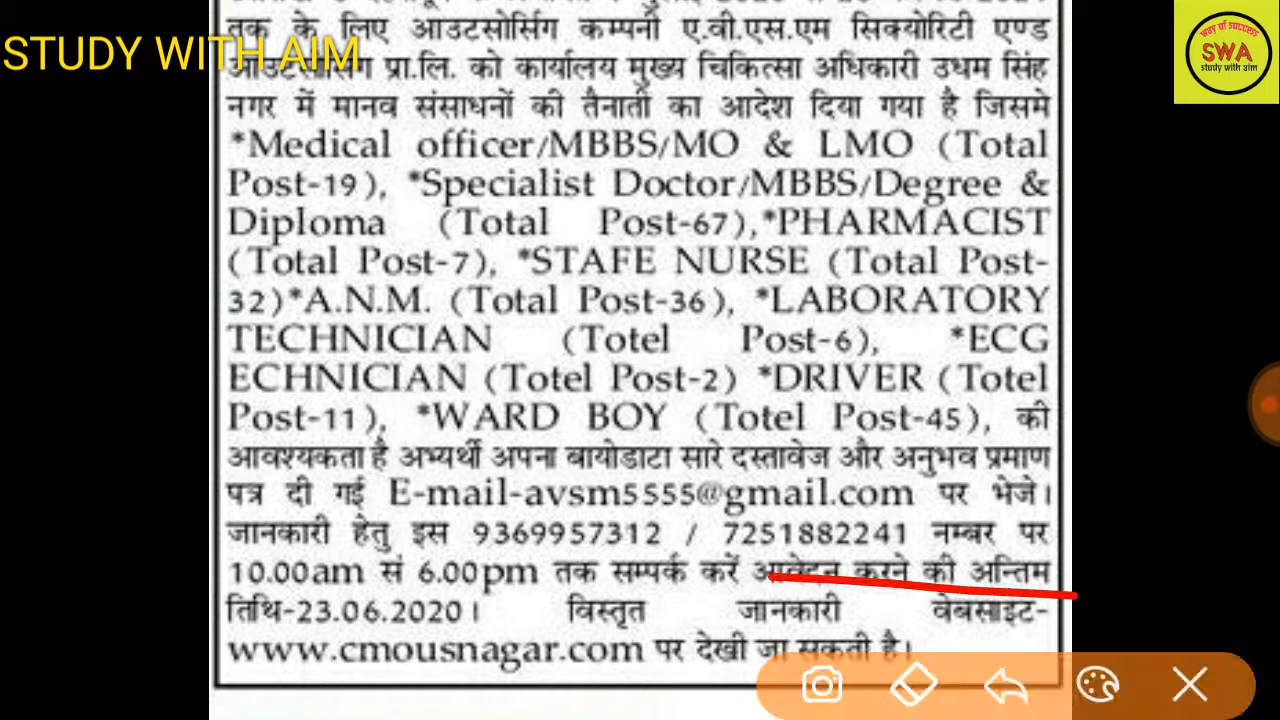 STUDY WITH AIM
way of success
SWA
study with aim
तक के लिए आउटसोर्सिंग कम्पनी ए.वी.एस.एम सिक्योरिटी एण्ड
आउटसोर्सिंग प्रा.लि. को कार्यालय मुख्य चिकित्सा अधिकारी उधम सिंह
नगर में मानव संसाधनों की तैनाती का आदेश दिया गया है जिसमे
*Medical officer/MBBS/MO & LMO (Total
Post-19), *Specialist Doctor/MBBS/Degree &
Diploma (Total Post-67),*PHARMACIST
(Total Post-7), *STAFE NURSE (Total Post-
32)*A.N.M. (Total Post-36), *LABORATORY
TECHNICIAN (Totel Post-6), *ECG
ECHNICIAN (Totel Post-2) *DRIVER (Totel
Post-11), *WARD BOY (Totel Post-45), की
आवश्यकता है अभ्यर्थी अपना बायोडाटा सारे दस्तावेज और अनुभव प्रमाण
पत्र दी गई E-mail-avsm5555@gmail.com पर भेजे।
जानकारी हेतु इस 9369957312 / 7251882241 नम्बर पर
10.00am सें 6.00pm तक सम्पर्क करें आवेदन करने की अन्तिम
तिथि-23.06.2020। विस्तृत जानकारी वेबसाइट-
www.cmousnagar.com पर देखी जा सकती है।